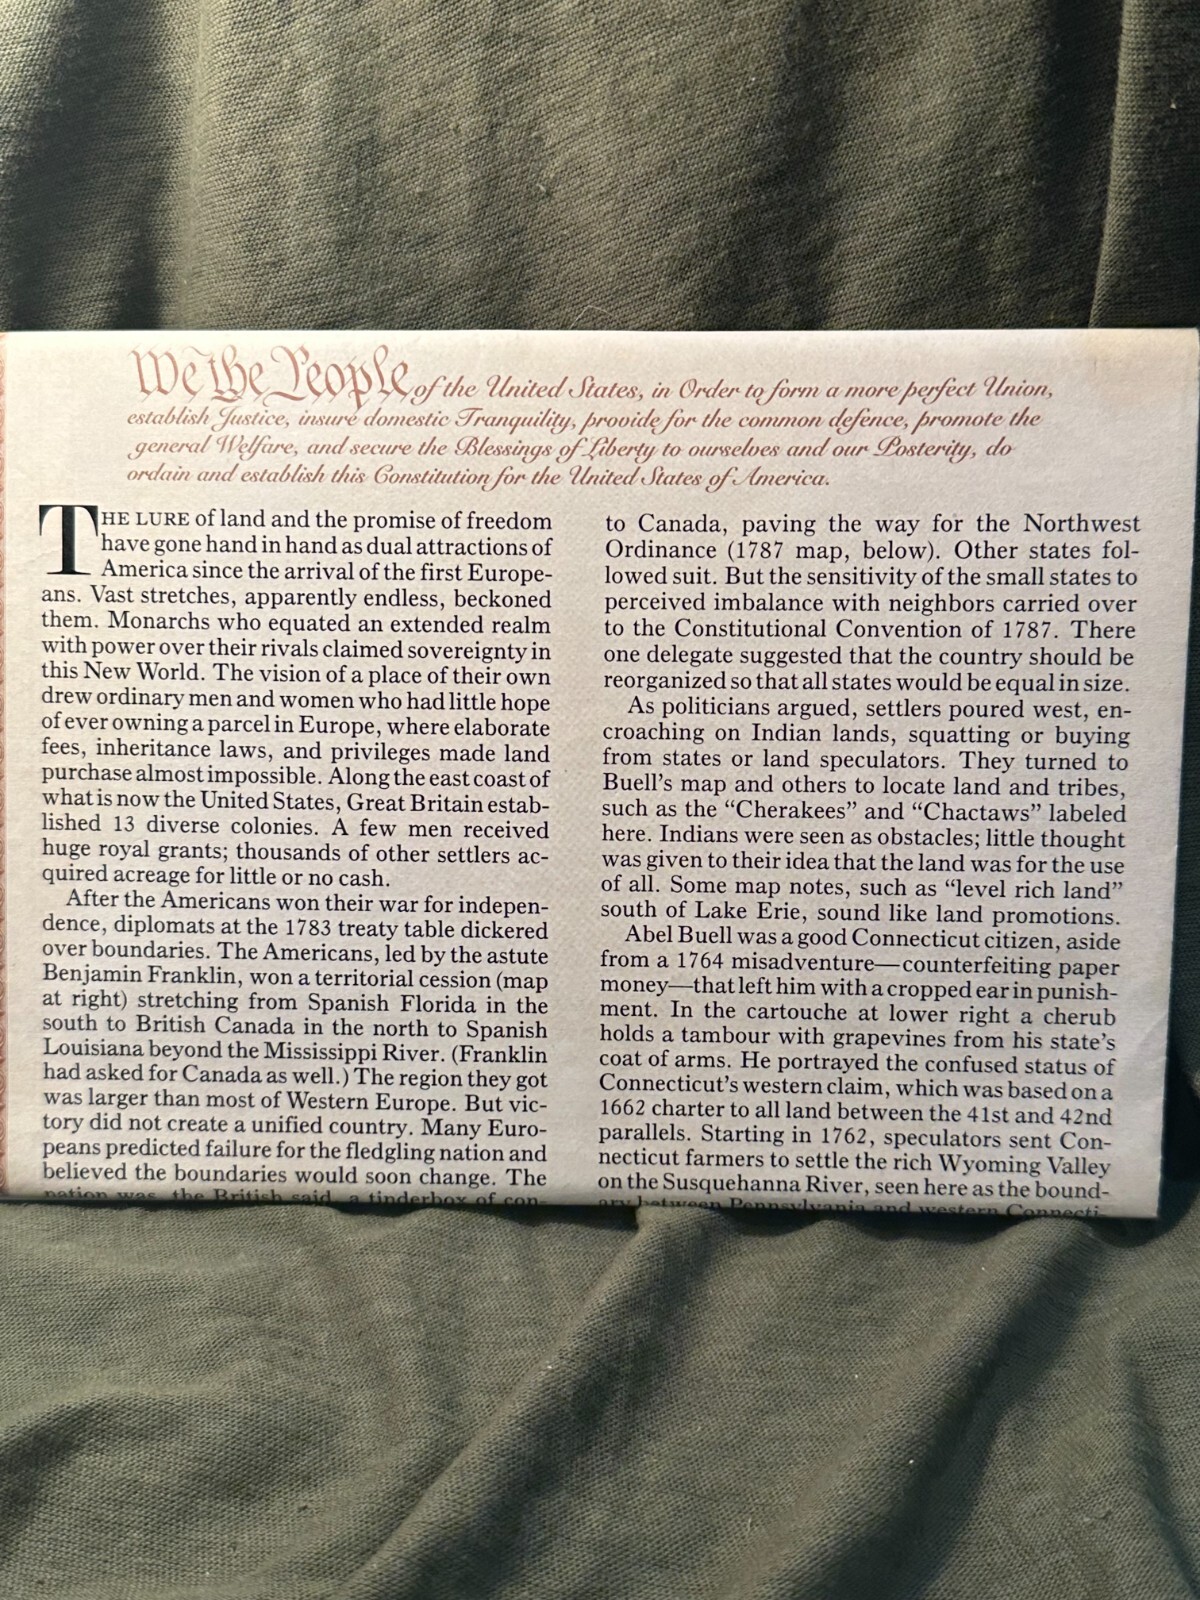 We the People of the United States, in Order to form a more perfect Union,
establish Justice, insure domestic Tranquility, provide for the common defence, promote the
general Welfare, and secure the Blessings of Liberty to ourselves and our Posterity, do
ordain and establish this Constitution for the United States of America.
THE LURE of land and the promise of freedom
have gone hand in hand as dual attractions of
America since the arrival of the first Europe-
ans. Vast stretches, apparently endless, beckoned
them. Monarchs who equated an extended realm
with power over their rivals claimed sovereignty in
this New World. The vision of a place of their own
drew ordinary men and women who had little hope
of ever owning a parcel in Europe, where elaborate
fees, inheritance laws, and privileges made land
purchase almost impossible. Along the east coast of
what is now the United States, Great Britain estab-
lished 13 diverse colonies. A few men received
huge royal grants; thousands of other settlers ac-
quired acreage for little or no cash.
After the Americans won their war for indepen-
dence, diplomats at the 1783 treaty table dickered
over boundaries. The Americans, led by the astute
Benjamin Franklin, won a territorial cession (map
at right) stretching from Spanish Florida in the
south to British Canada in the north to Spanish
Louisiana beyond the Mississippi River. (Franklin
had asked for Canada as well.) The region they got
was larger than most of Western Europe. But vic-
tory did not create a unified country. Many Euro-
peans predicted failure for the fledgling nation and
believed the boundaries would soon change. The
nation was, the British said, a tinderbox of con-
to Canada, paving the way for the Northwest
Ordinance (1787 map, below). Other states fol-
lowed suit. But the sensitivity of the small states to
perceived imbalance with neighbors carried over
to the Constitutional Convention of 1787. There
one delegate suggested that the country should be
reorganized so that all states would be equal in size.
As politicians argued, settlers poured west, en-
croaching on Indian lands, squatting or buying
from states or land speculators. They turned to
Buell's map and others to locate land and tribes,
such as the “Cherakees” and “Chactaws” labeled
here. Indians were seen as obstacles; little thought
was given to their idea that the land was for the use
of all. Some map notes, such as “level rich land”
south of Lake Erie, sound like land promotions.
Abel Buell was a good Connecticut citizen, aside
from a 1764 misadventure—counterfeiting paper
money—that left him with a cropped ear in punish-
ment. In the cartouche at lower right a cherub
holds a tambour with grapevines from his state's
coat of arms. He portrayed the confused status of
Connecticut's western claim, which was based on a
1662 charter to all land between the 41st and 42nd
parallels. Starting in 1762, speculators sent Con-
necticut farmers to settle the rich Wyoming Valley
on the Susquehanna River, seen here as the bound-
ary between Pennsylvania and western Connecti-